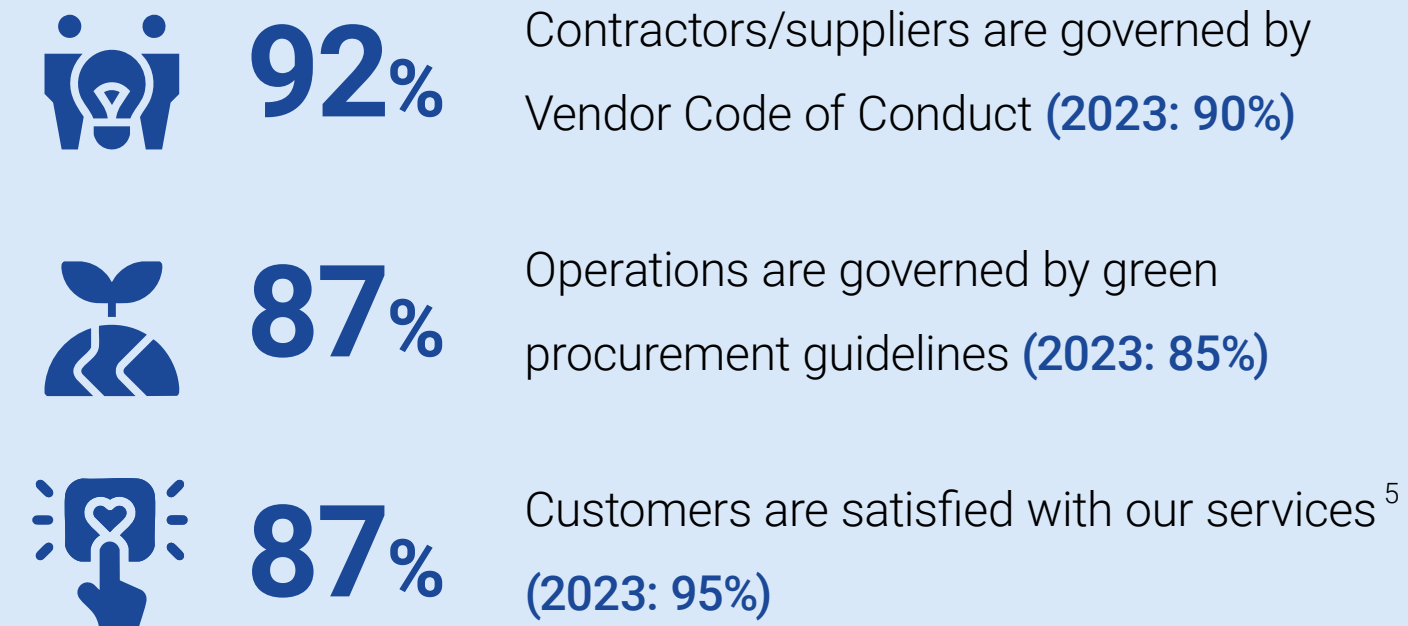 92%
Contractors/suppliers are governed by
Vendor Code of Conduct (2023: 90%)
87%
Operations are governed by green
procurement guidelines (2023: 85%)
87%
Customers are satisfied with our services 5
(2023: 95%)